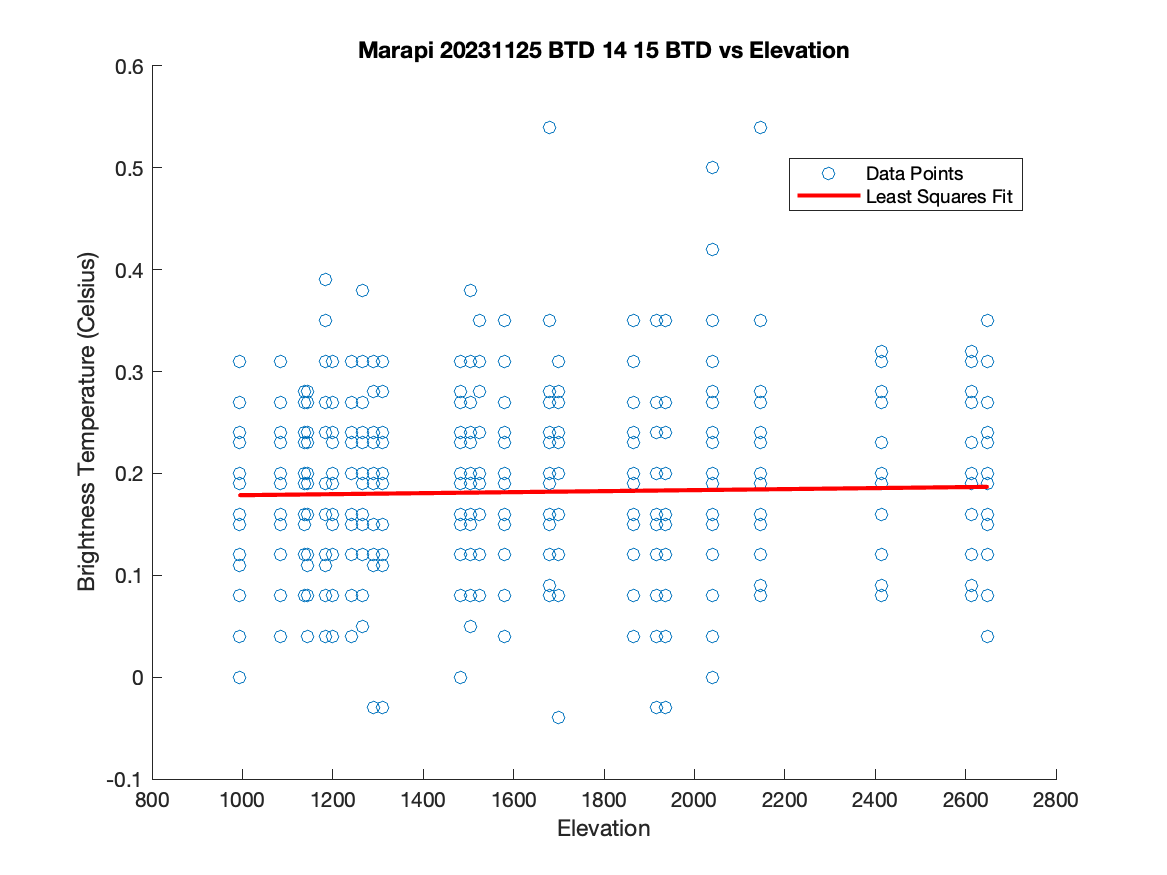 Marapi 20231125 BTD 14 15 BTD vs Elevation
0.6
0.5
0.4
0.3
0.2
0.1
0
-0.1
Brightness Temperature (Celsius)
Data Points
Least Squares Fit
800 1000 1200 1400 1600 1800 2000 2200 2400 2600 2800
Elevation